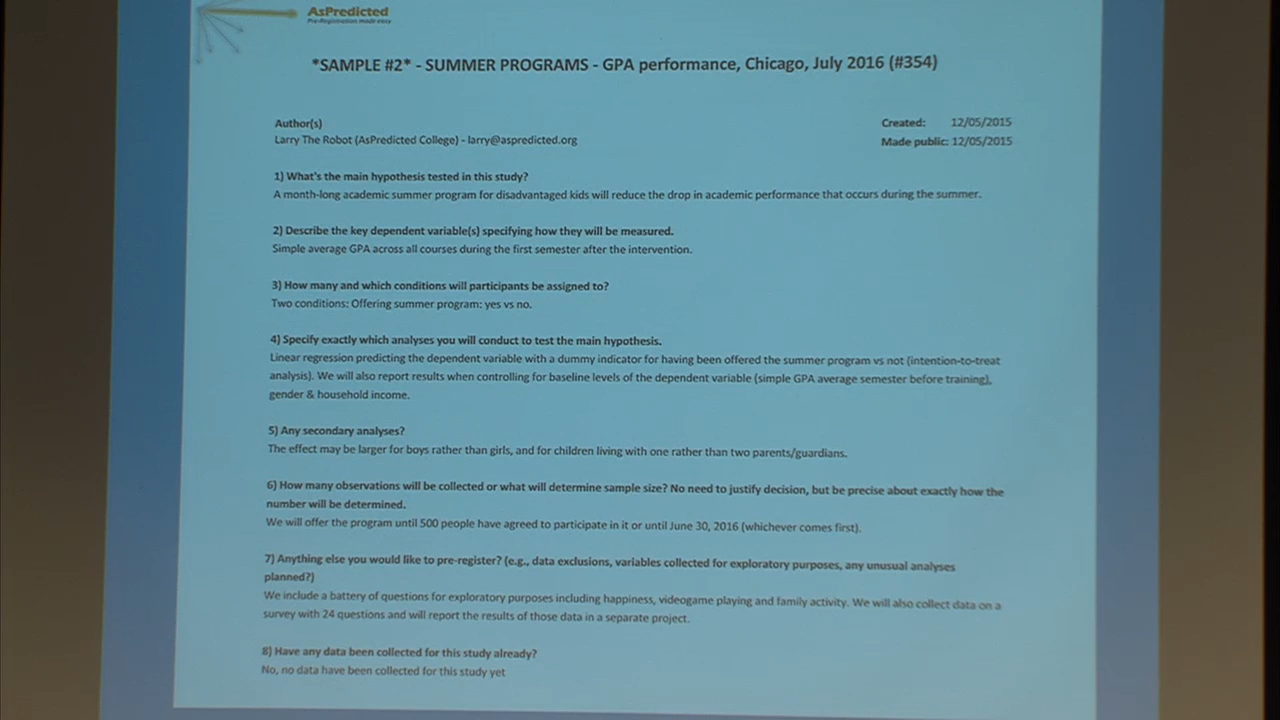 AsPredicted
Pre-Registration made easy
*SAMPLE #2* - SUMMER PROGRAMS - GPA performance, Chicago, July 2016 (#354)
Author(s)
Larry The Robot (AsPredicted College) - larry@aspredicted.org
Created: 12/05/2015
Made public: 12/05/2015
1) What's the main hypothesis tested in this study?
A month-long academic summer program for disadvantaged kids will reduce the drop in academic performance that occurs during the summer.
2) Describe the key dependent variable(s) specifying how they will be measured.
Simple average GPA across all courses during the first semester after the intervention.
3) How many and which conditions will participants be assigned to?
Two conditions: Offering summer program: yes vs no.
4) Specify exactly which analyses you will conduct to test the main hypothesis.
Linear regression predicting the dependent variable with a dummy indicator for having been offered the summer program vs not (intention-to-treat
analysis). We will also report results when controlling for baseline levels of the dependent variable (simple GPA average semester before training),
gender & household income.
5) Any secondary analyses?
The effect may be larger for boys rather than girls, and for children living with one rather than two parents/guardians.
6) How many observations will be collected or what will determine sample size? No need to justify decision, but be precise about exactly how the
number will be determined.
We will offer the program until 500 people have agreed to participate in it or until June 30, 2016 (whichever comes first).
7) Anything else you would like to pre-register? (e.g., data exclusions, variables collected for exploratory purposes, any unusual analyses
planned?)
We include a battery of questions for exploratory purposes including happiness, videogame playing and family activity. We will also collect data on a
survey with 24 questions and will report the results of those data in a separate project.
8) Have any data been collected for this study already?
No, no data have been collected for this study yet